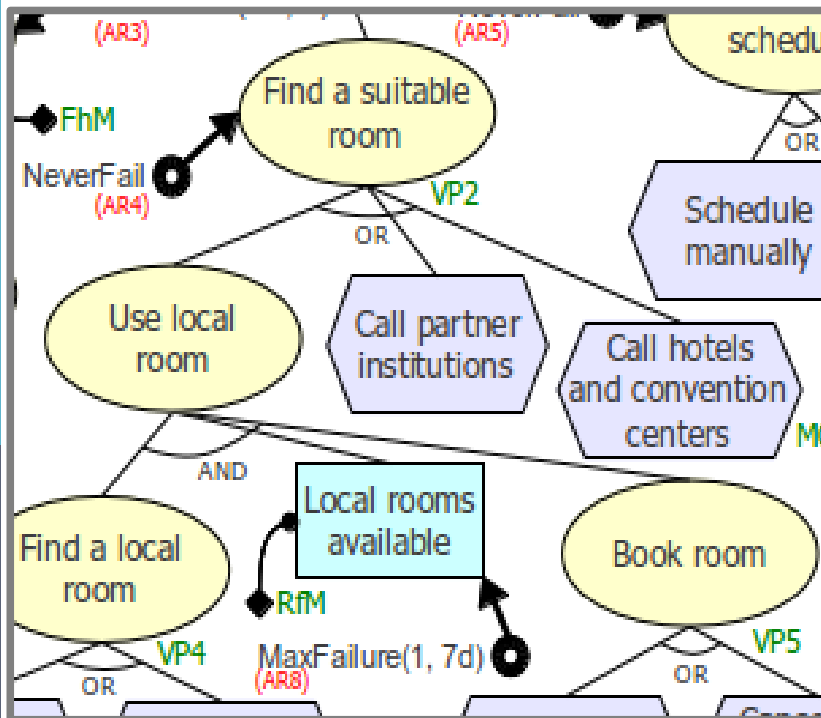 (AR3)
(AR5)
schedu
Find a suitable
room
FhM
OR
NeverFail
(AR4)
VP2
OR
Schedule
manually
Use local
room
Call partner
institutions
Call hotels
and convention
centers
AND
Local rooms
available
Find a local
room
Book room
RfM
VP4
OR
MaxFailure(1, 7d)
(AR8)
VP5
OR